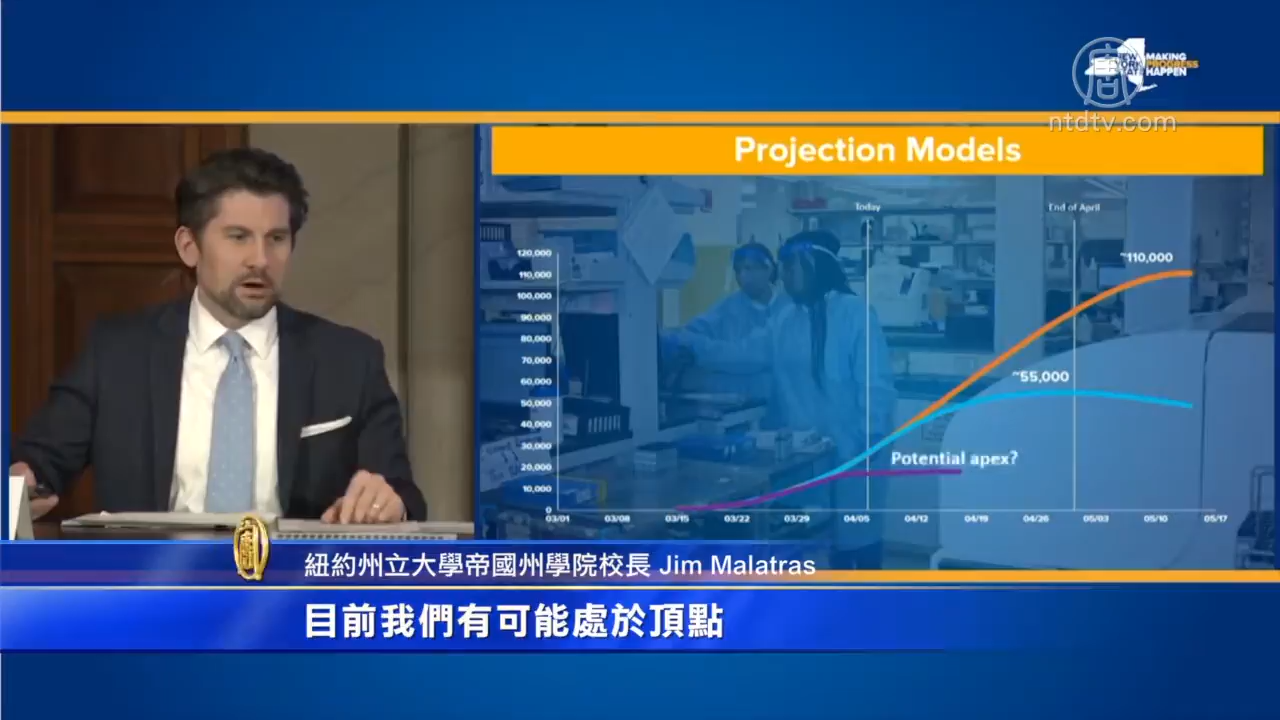 NEW YORK STATE
MAKING PROGRESS HAPPEN
ntdtv.com
Projection Models
Today
End of April
120,000
110,000
100,000
90,000
80,000
70,000
60,000
50,000
40,000
30,000
20,000
10,000
0
~110,000
~55,000
Potential apex?
03/01 03/08 03/15 03/22 03/29 04/05 04/12 04/19 04/26 05/03 05/10 05/17
紐約州立大學帝國州學院校長 Jim Malatras
目前我們有可能處於頂點